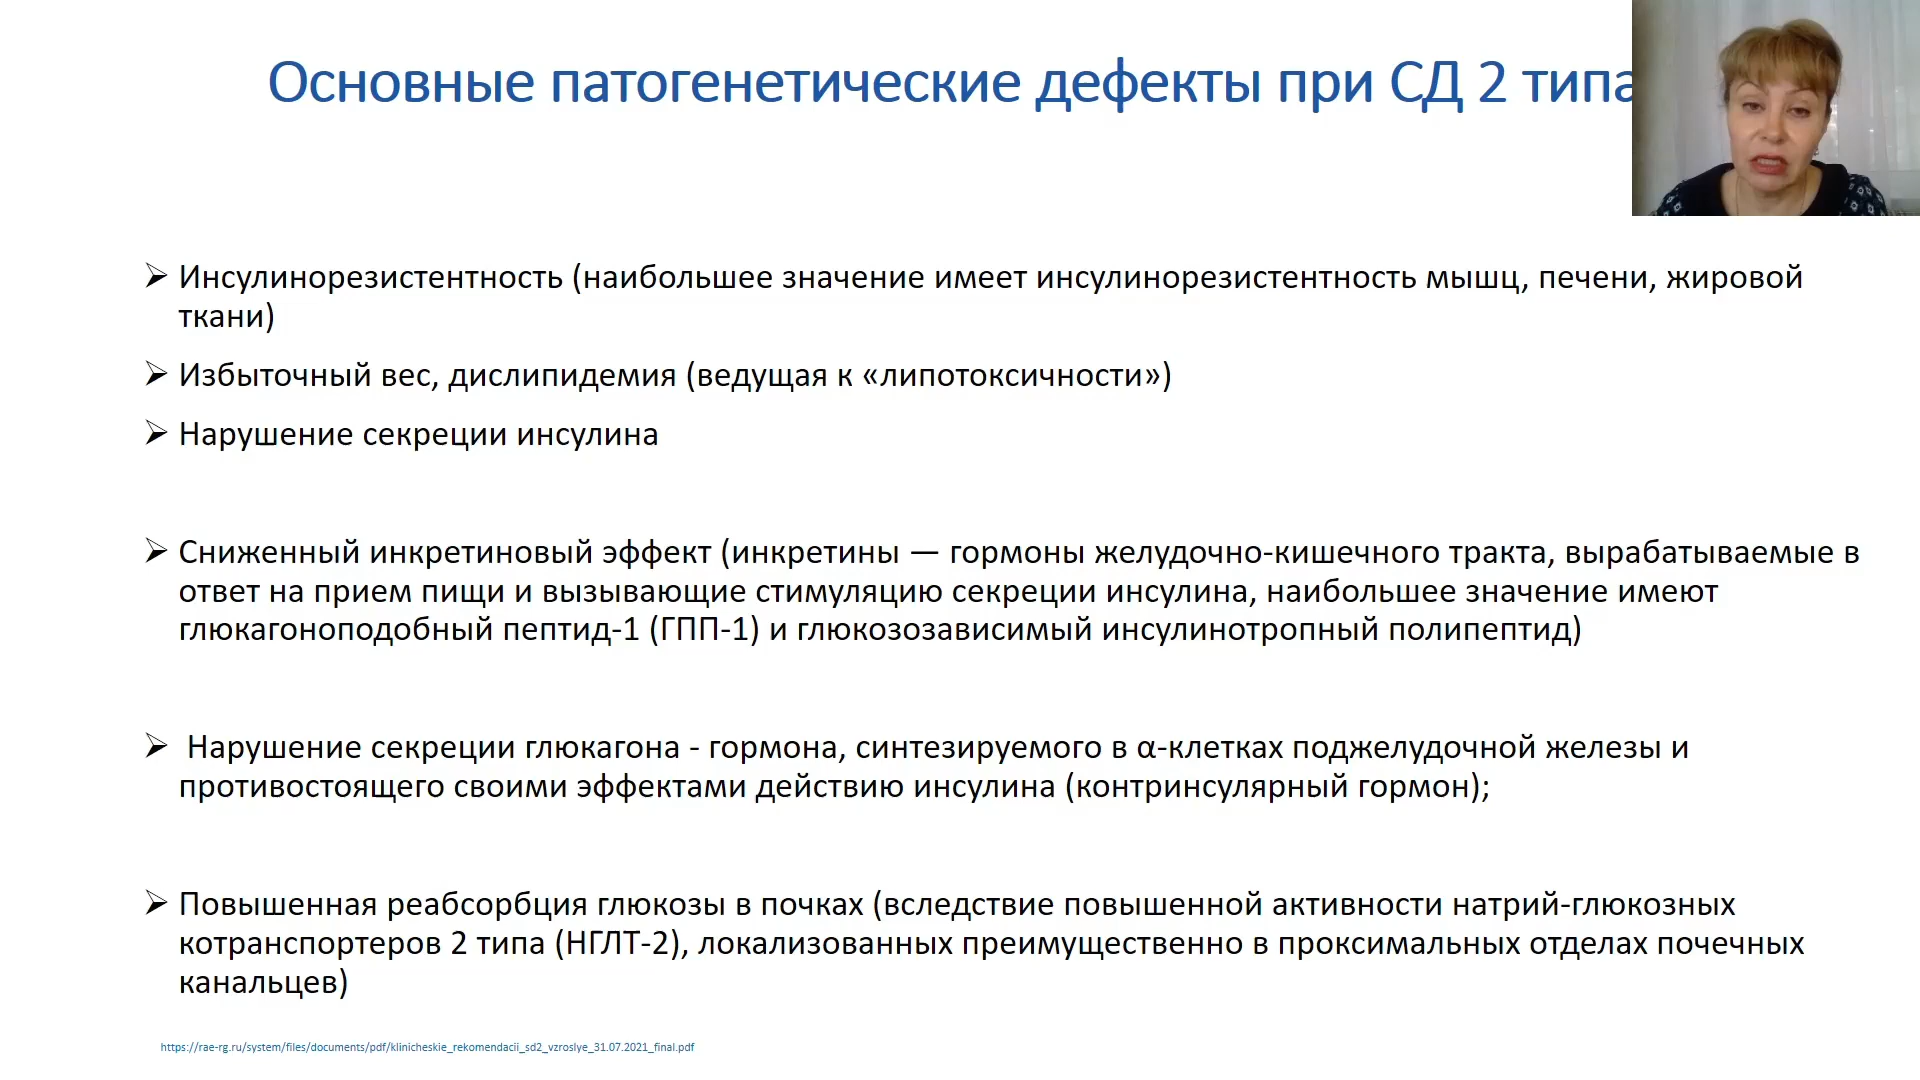 Основные патогенетические дефекты при СД 2 типа
Инсулинорезистентность (наибольшее значение имеет инсулинорезистентность мышц, печени, жировой
ткани)
Избыточный вес, дислипидемия (ведущая к «липотоксичности»)
Нарушение секреции инсулина
Сниженный инкретиновый эффект (инкретины — гормоны желудочно-кишечного тракта, вырабатываемые в
ответ на прием пищи и вызывающие стимуляцию секреции инсулина, наибольшее значение имеют
глюкагоноподобный пептид-1 (ГПП-1) и глюкозозависимый инсулинотропный полипептид)
Нарушение секреции глюкагона - гормона, синтезируемого в α-клетках поджелудочной железы и
противостоящего своими эффектами действию инсулина (контринсулярный гормон);
Повышенная реабсорбция глюкозы в почках (вследствие повышенной активности натрий-глюкозных
котранспортеров 2 типа (НГЛТ-2), локализованных преимущественно в проксимальных отделах почечных
канальцев)
https://rae-rg.ru/system/files/documents/pdf/klinicheskie_rekomendacii_sd2_vzroslye_31.07.2021_final.pdf